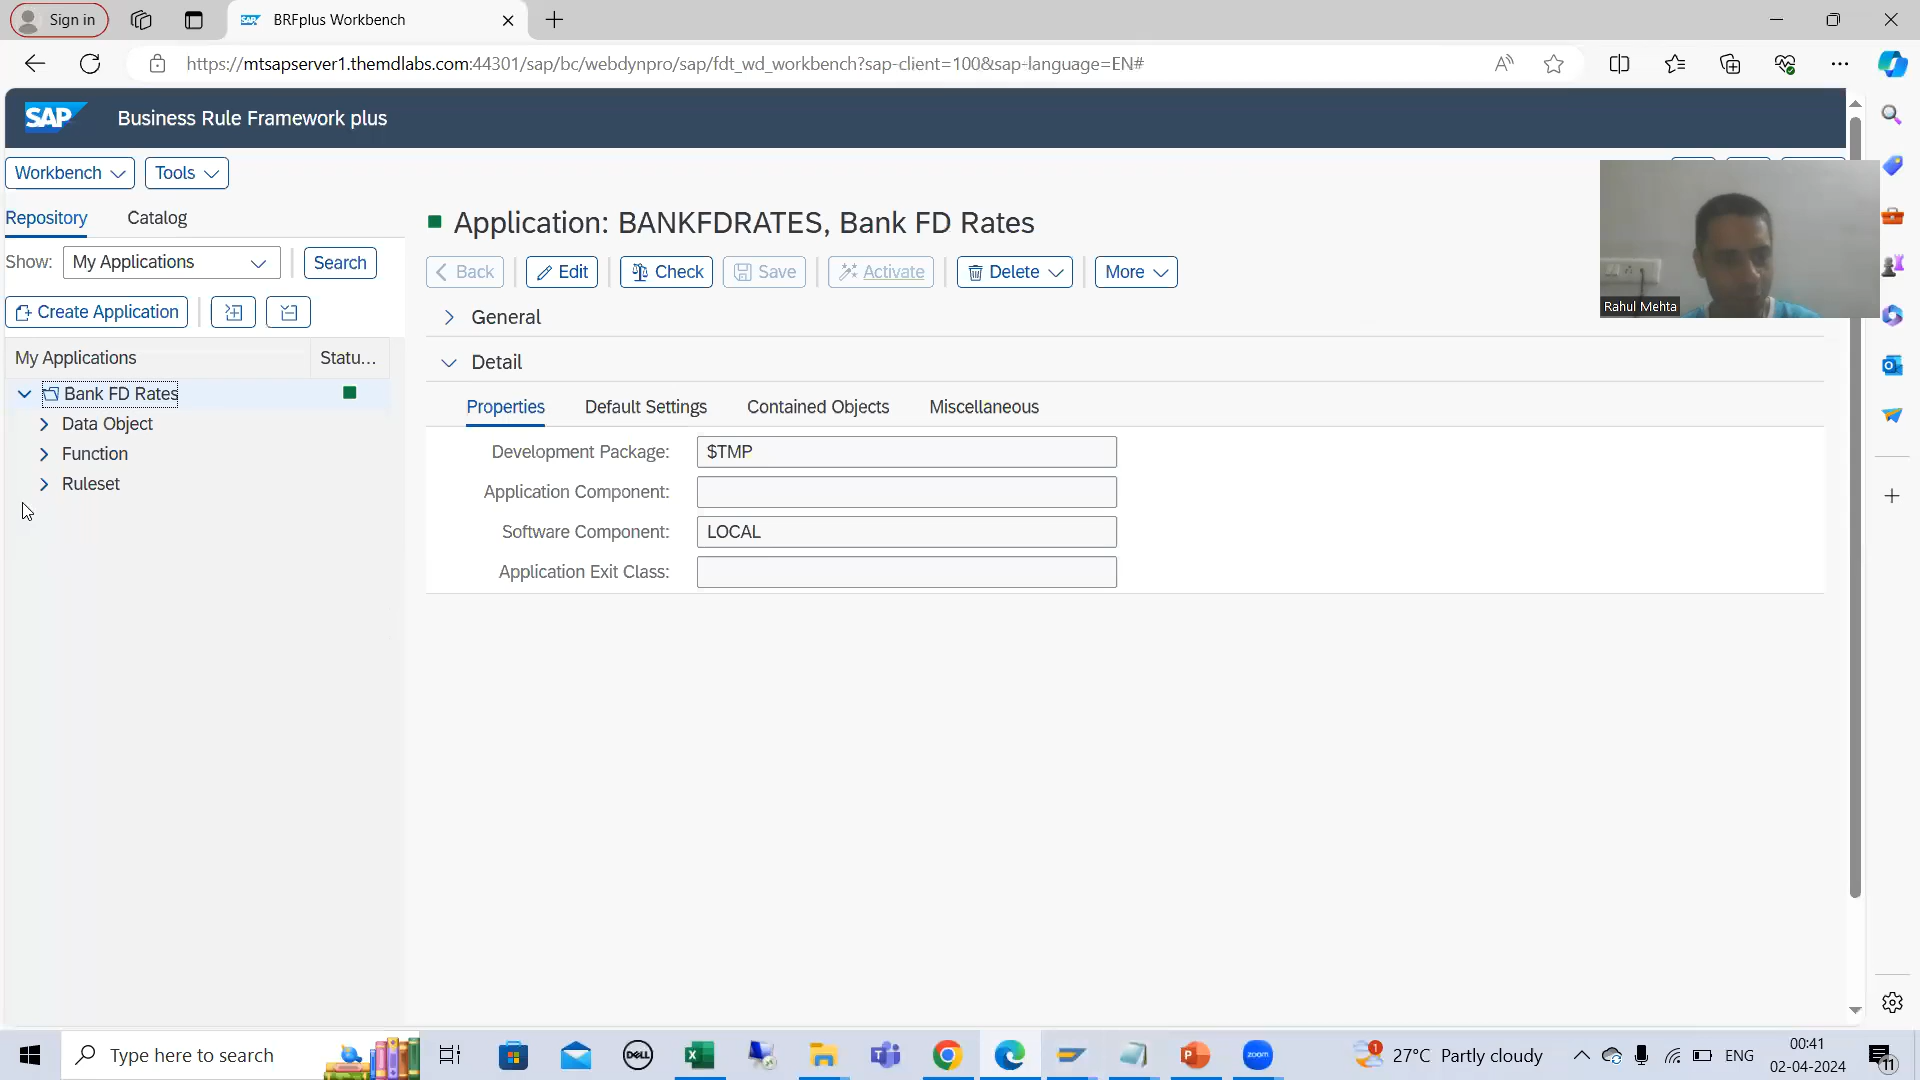 Sign in
BRFplus Workbench
https://mtsapserver1.themdlabs.com:44301/sap/bc/webdynpro/sap/fdt_wd_workbench?sap-client=100&sap-language=EN#
SAP Business Rule Framework plus
Workbench Tools
Repository Catalog
Show: My Applications Search
Create Application
My Applications Statu...
Bank FD Rates
Data Object
Function
Ruleset
Application: BANKFDRATES, Bank FD Rates
Back Edit Check Save Activate Delete More
General
Detail
Properties Default Settings Contained Objects Miscellaneous
Development Package: $TMP
Application Component:
Software Component: LOCAL
Application Exit Class:
Rahul Mehta
Type here to search
DELL
zoom
1
27°C Partly cloudy
ENG
00:41
02-04-2024
11